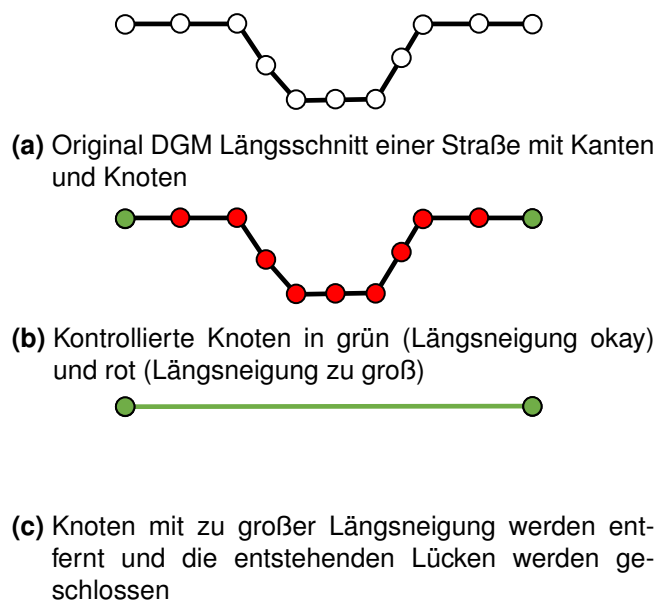 (a) Original DGM Längsschnitt einer Straße mit Kanten
und Knoten
(b) Kontrollierte Knoten in grün (Längsneigung okay)
und rot (Längsneigung zu groß)
(c) Knoten mit zu großer Längsneigung werden ent-
fernt und die entstehenden Lücken werden ge-
schlossen